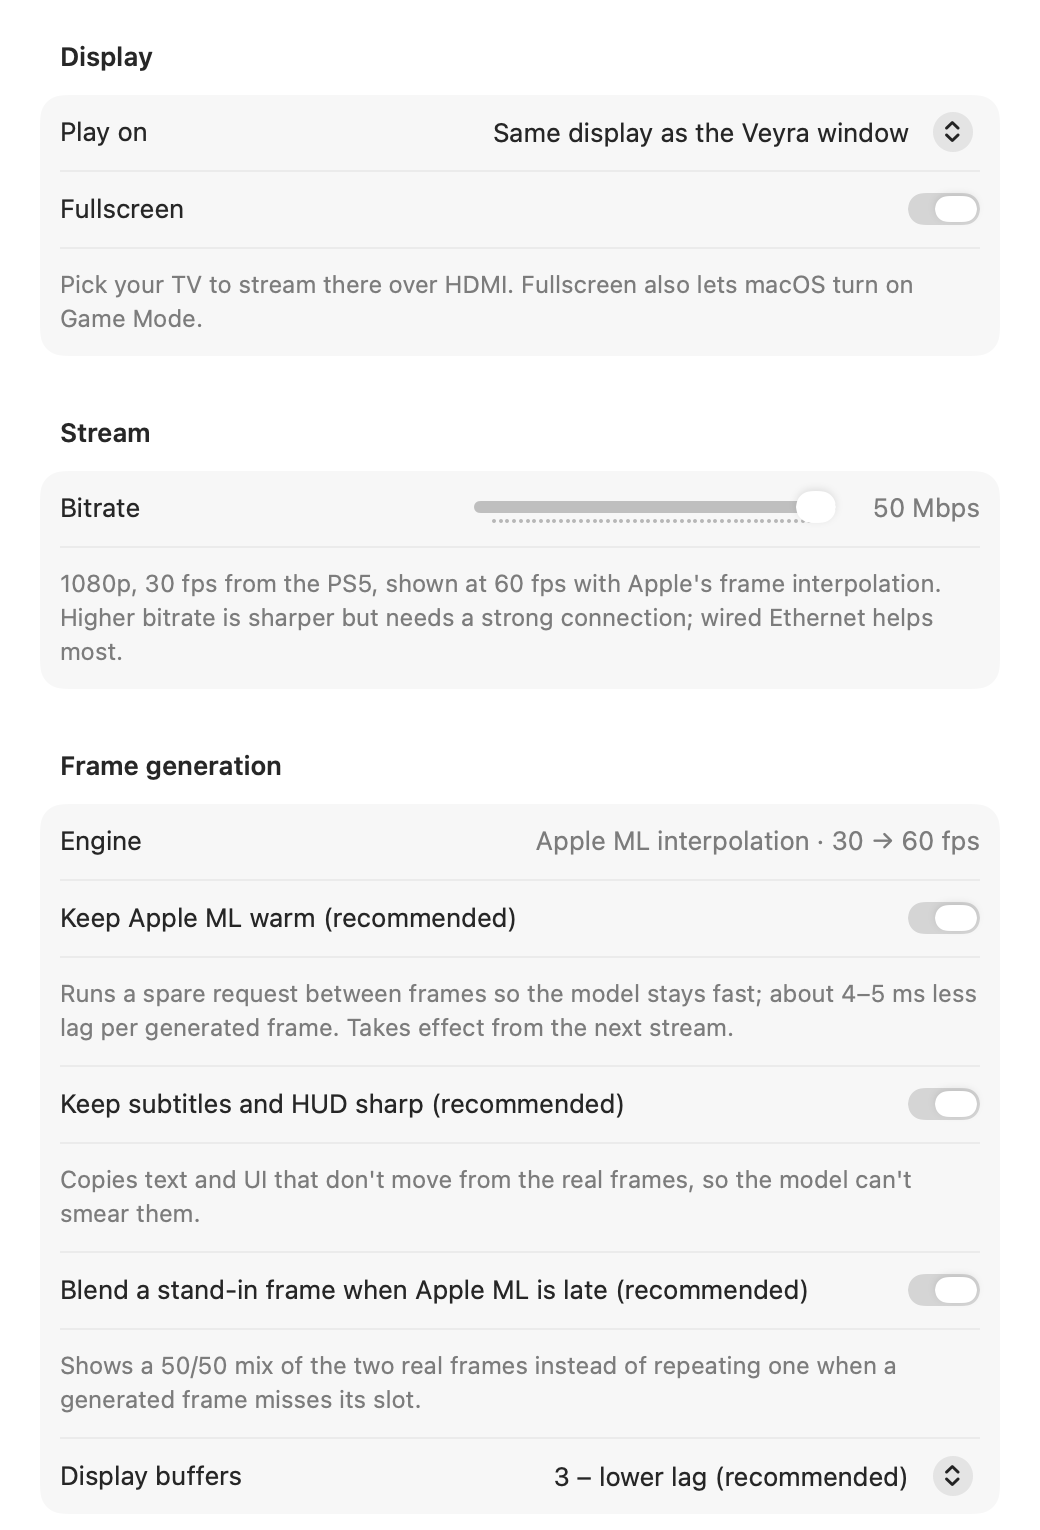 Display
Play on
Same display as the Veyra window
Fullscreen
Pick your TV to stream there over HDMI. Fullscreen also lets macOS turn on
Game Mode.
Stream
Bitrate
50 Mbps
1080p, 30 fps from the PS5, shown at 60 fps with Apple's frame interpolation.
Higher bitrate is sharper but needs a strong connection; wired Ethernet helps
most.
Frame generation
Engine
Apple ML interpolation · 30 → 60 fps
Keep Apple ML warm (recommended)
Runs a spare request between frames so the model stays fast; about 4–5 ms less
lag per generated frame. Takes effect from the next stream.
Keep subtitles and HUD sharp (recommended)
Copies text and UI that don't move from the real frames, so the model can't
smear them.
Blend a stand-in frame when Apple ML is late (recommended)
Shows a 50/50 mix of the two real frames instead of repeating one when a
generated frame misses its slot.
Display buffers
3 – lower lag (recommended)